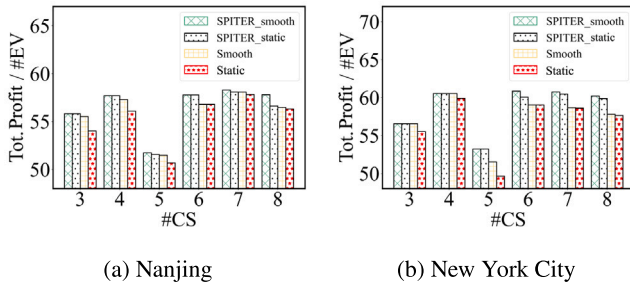 Tot.Profit / #EV
65
60
55
50
SPITER_smooth
SPITER_static
Smooth
Static
3 4 5 6 7 8
#CS
(a) Nanjing
Tot.Profit / #EV
70
65
60
55
50
SPITER_smooth
SPITER_static
Smooth
Static
3 4 5 6 7 8
#CS
(b) New York City